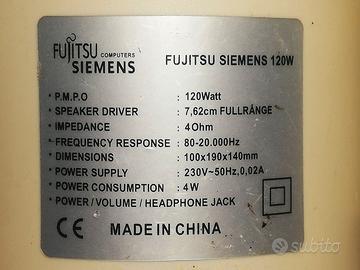 FUJITSU COMPUTERS
SIEMENS
FUJITSU SIEMENS 120W
• P.M.P.O : 120Watt
• SPEAKER DRIVER : 7,62cm FULLRÄNGE
• IMPEDANCE : 4Ohm
• FREQUENCY RESPONSE : 80-20.000Hz
• DIMENSIONS : 100x190x140mm
• POWER SUPPLY : 230V~50Hz,0,02A
• POWER CONSUMPTION : 4W
• POWER/VOLUME/HEADPHONE JACK
CE MADE IN CHINA
subito